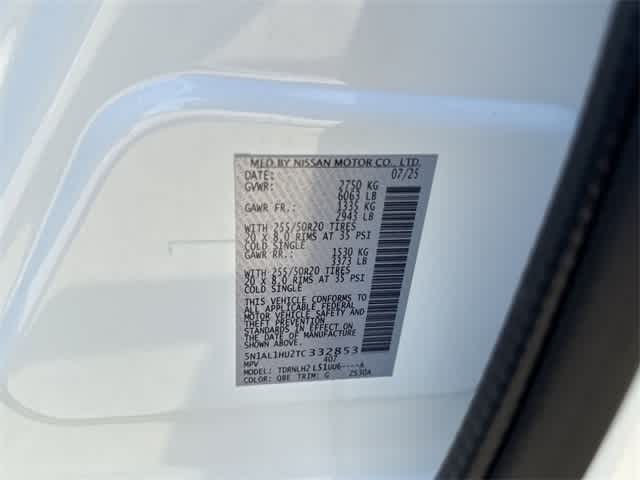 MFD BY NISSAN MOTOR CO., LTD.
DATE: 07/25
GVWR: 2750 KG
6063 LB
GAWR FR.: 1335 KG
2943 LB
WITH 255/50R20 TIRES
20 X 8.0 RIMS AT 35 PSI
COLD SINGLE
GAWR RR.: 1530 KG
3373 LB
WITH 255/50R20 TIRES
20 X 8.0 RIMS AT 35 PSI
COLD SINGLE
THIS VEHICLE CONFORMS TO
ALL APPLICABLE FEDERAL
MOTOR VEHICLE SAFETY AND
THEFT PREVENTION
STANDARDS IN EFFECT ON
THE DATE OF MANUFACTURE
SHOWN ABOVE.
5N1AL1HU2TC332853
MPV 407
MODEL: TDRNLH2 L51UU6----A
COLOR: QBE TRIM: G ZS30A